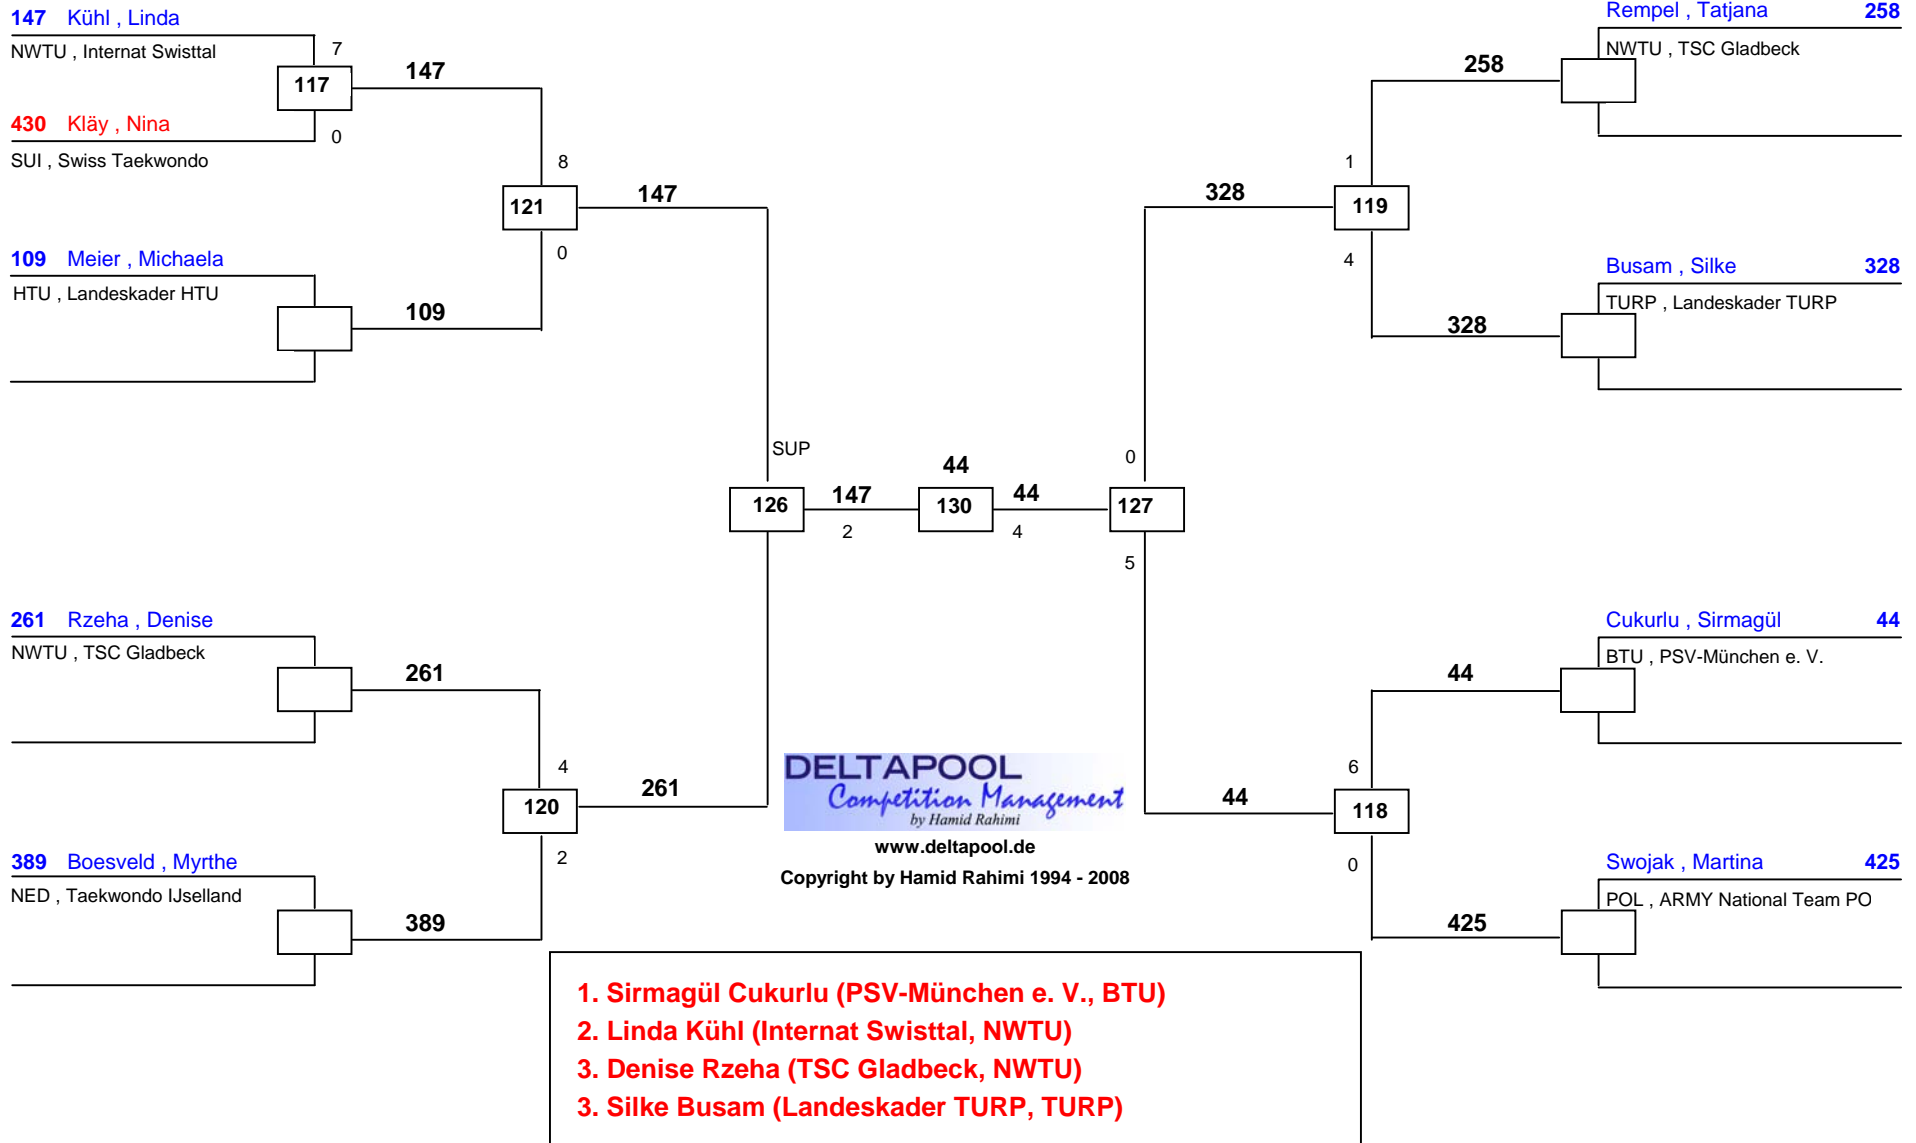 147 Kühl , Linda
NWTU , Internat Swisttal
7
117
147
430 Kläy , Nina
0
SUI , Swiss Taekwondo
8
121
147
0
109 Meier , Michaela
HTU , Landeskader HTU
109
SUP
126
147
2
44
130
44
4
261 Rzeha , Denise
NWTU , TSC Gladbeck
261
4
120
261
2
389 Boesveld , Myrthe
NED , Taekwondo IJselland
389
Rempel , Tatjana 258
NWTU , TSC Gladbeck
258
1
328
119
4
Busam , Silke 328
TURP , Landeskader TURP
328
0
127
5
Cukurlu , Sirmagül 44
BTU , PSV-München e. V.
44
6
44
118
0
Swojak , Martina 425
POL , ARMY National Team PO
425
DELTAPOOL
Competition Management
by Hamid Rahimi
www.deltapool.de
Copyright by Hamid Rahimi 1994 - 2008
1. Sirmagül Cukurlu (PSV-München e. V., BTU)
2. Linda Kühl (Internat Swisttal, NWTU)
3. Denise Rzeha (TSC Gladbeck, NWTU)
3. Silke Busam (Landeskader TURP, TURP)